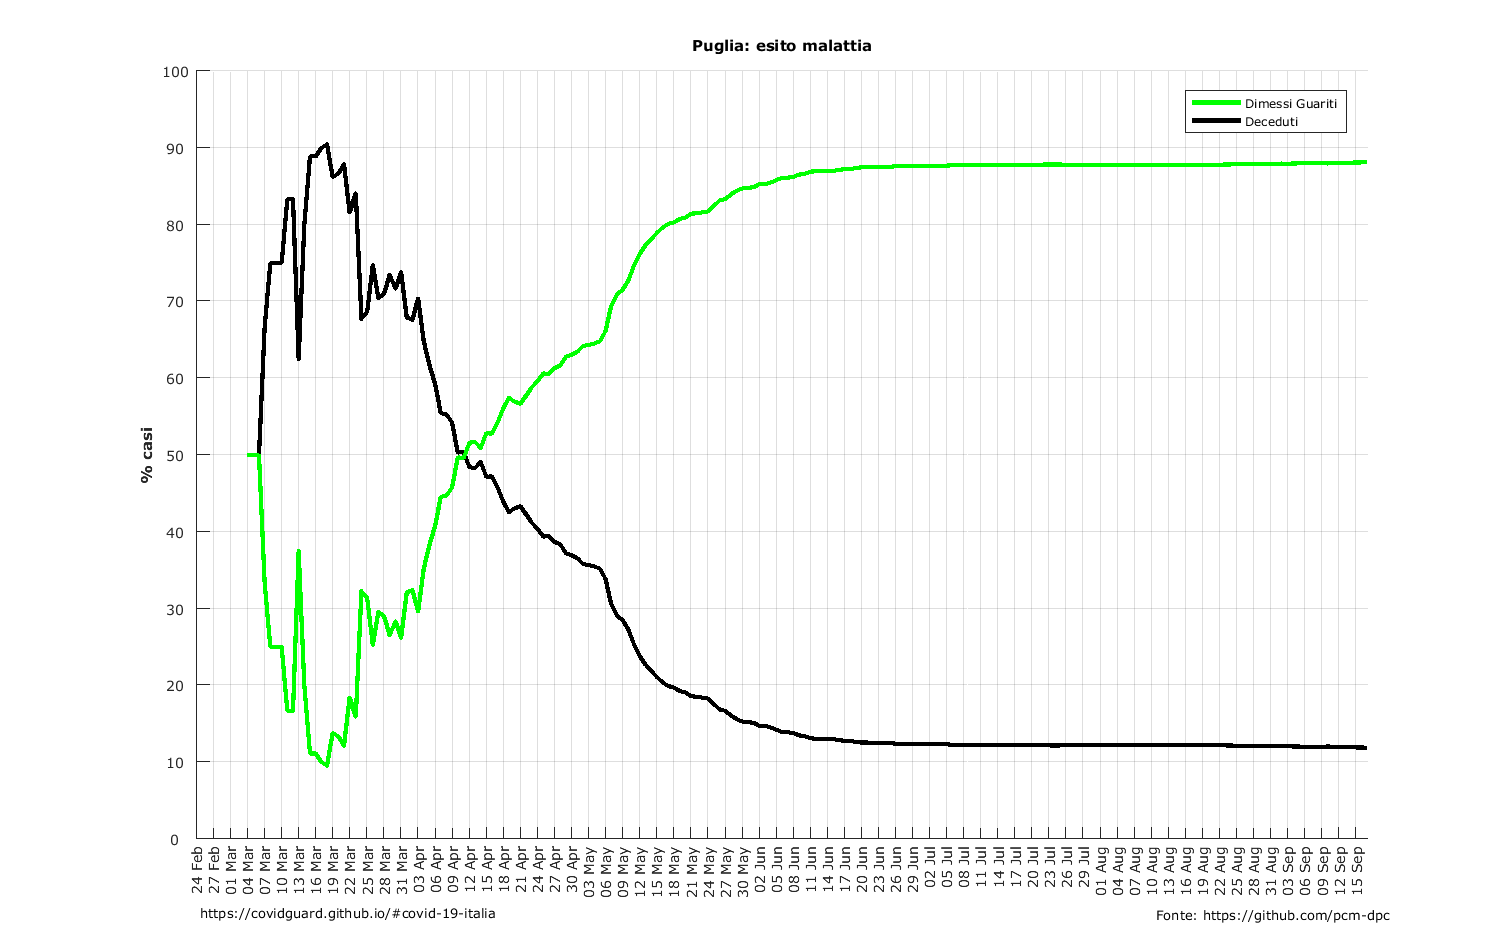 Puglia: esito malattia
100
90
80
70
60
50
40
30
20
10
0
% casi
Dimessi Guariti
Deceduti
24 Feb
27 Feb
01 Mar
04 Mar
07 Mar
10 Mar
13 Mar
16 Mar
19 Mar
22 Mar
25 Mar
28 Mar
31 Mar
03 Apr
06 Apr
09 Apr
12 Apr
15 Apr
18 Apr
21 Apr
24 Apr
27 Apr
30 Apr
03 May
06 May
09 May
12 May
15 May
18 May
21 May
24 May
27 May
30 May
02 Jun
05 Jun
08 Jun
11 Jun
14 Jun
17 Jun
20 Jun
23 Jun
26 Jun
29 Jun
02 Jul
05 Jul
08 Jul
11 Jul
14 Jul
17 Jul
20 Jul
23 Jul
26 Jul
29 Jul
01 Aug
04 Aug
07 Aug
10 Aug
13 Aug
16 Aug
19 Aug
22 Aug
25 Aug
28 Aug
31 Aug
03 Sep
06 Sep
09 Sep
12 Sep
15 Sep
https://covidguard.github.io/#covid-19-italia
Fonte: https://github.com/pcm-dpc